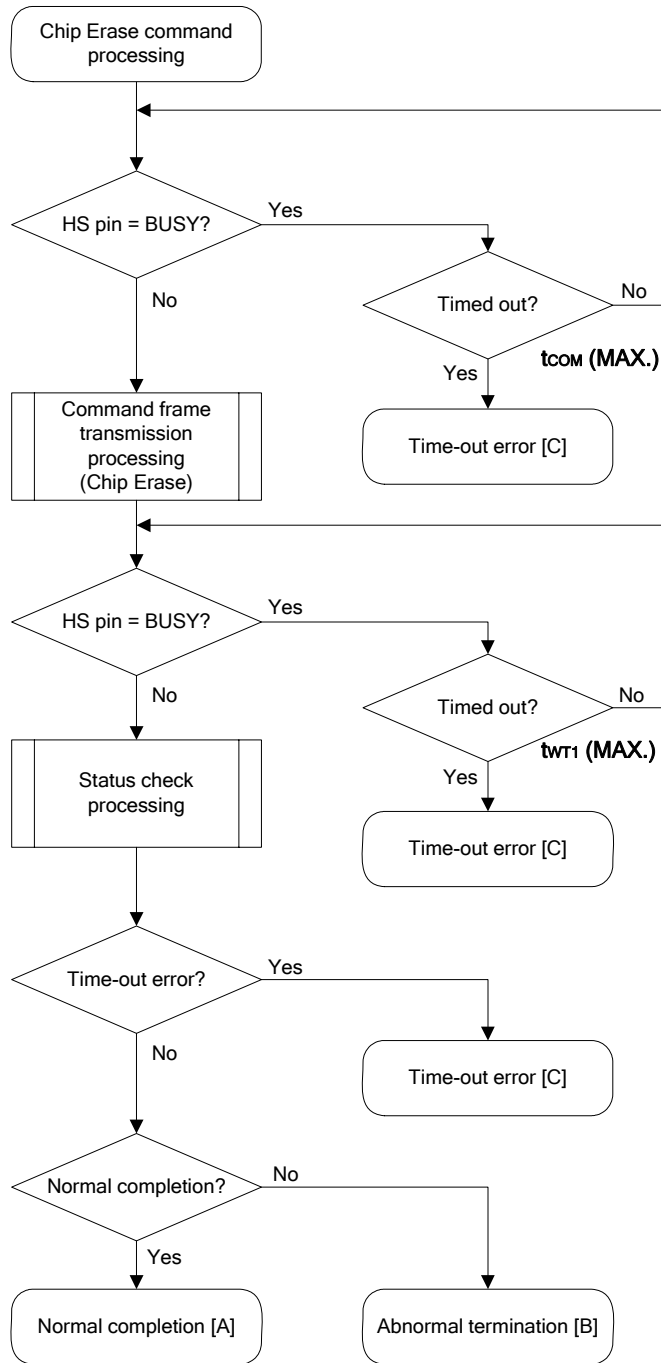 Chip Erase command
processing
HS pin = BUSY?
Yes
No
Timed out?
No
tCOM (MAX.)
Yes
Command frame
transmission
processing
(Chip Erase)
Time-out error [C]
HS pin = BUSY?
Yes
No
Timed out?
No
tWT1 (MAX.)
Yes
Status check
processing
Time-out error [C]
Time-out error?
Yes
No
Time-out error [C]
Normal completion?
No
Yes
Normal completion [A]
Abnormal termination [B]